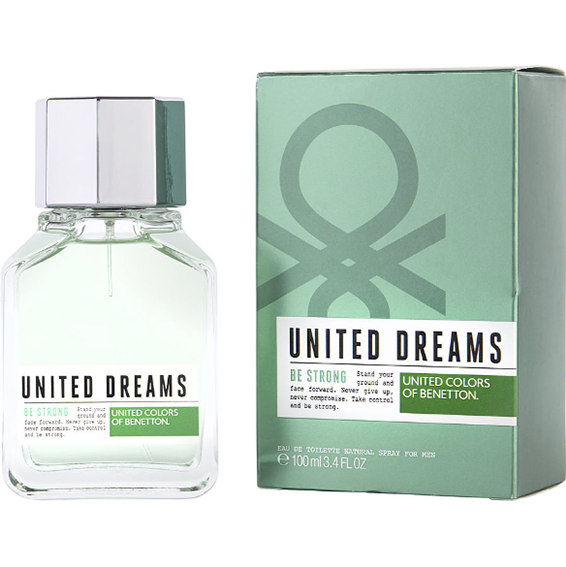 UNITED DREAMS
BE STRONG Stand your
ground and
face forward. Never give up,
never compromise. Take control
and be strong.
UNITED COLORS
OF BENETTON.
UNITED DREAMS
BE STRONG Stand your
ground and
face forward. Never give up,
never compromise. Take control
and be strong.
UNITED COLORS
OF BENETTON.
EAU DE TOILETTE NATURAL SPRAY FOR MEN
℮ 100 ml 3.4 FL OZ